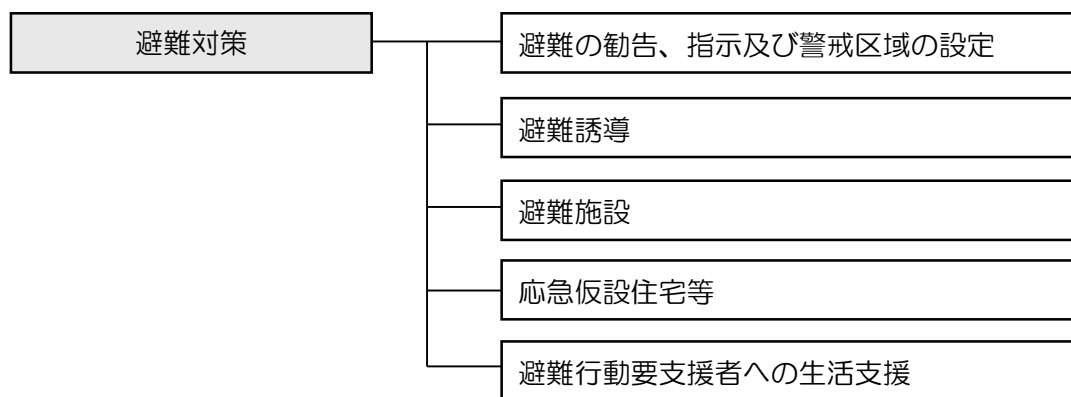 避難対策
避難の勧告、指示及び警戒区域の設定
避難誘導
避難施設
応急仮設住宅等
避難行動要支援者への生活支援